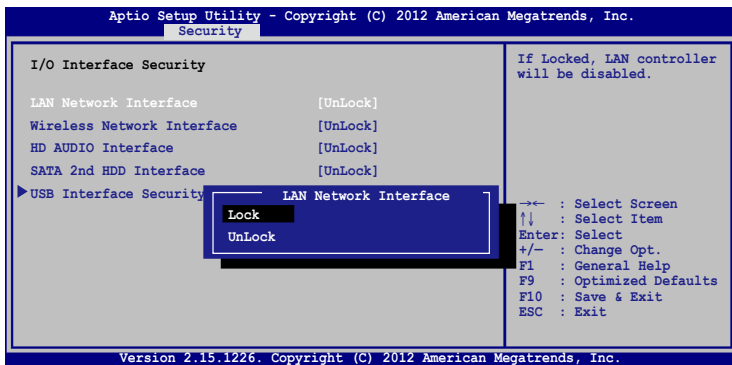 Aptio Setup Utility - Copyright (C) 2012 American Megatrends, Inc.
Security
I/O Interface Security
LAN Network Interface [UnLock]
Wireless Network Interface [UnLock]
HD AUDIO Interface [UnLock]
SATA 2nd HDD Interface [UnLock]
USB Interface Security
LAN Network Interface
Lock
UnLock
If Locked, LAN controller
will be disabled.
→← : Select Screen
↑↓ : Select Item
Enter: Select
+/— : Change Opt.
F1 : General Help
F9 : Optimized Defaults
F10 : Save & Exit
ESC : Exit
Version 2.15.1226. Copyright (C) 2012 American Megatrends, Inc.